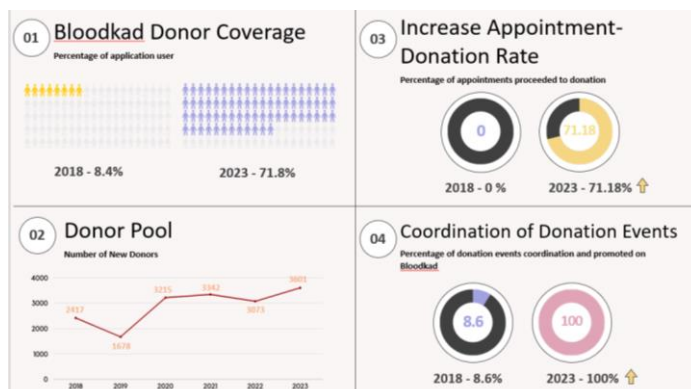 01
Bloodkad Donor Coverage
Percentage of application user
2018 - 8.4%
2023 - 71.8%
03
Increase Appointment-
Donation Rate
Percentage of appointments proceeded to donation
0
71.18
2018 - 0 %
2023 - 71.18%
02
Donor Pool
Number of New Donors
4000
3000
2000
1000
0
2417
1678
3215
3342
3073
3601
2018
2019
2020
2021
2022
2023
04
Coordination of Donation Events
Percentage of donation events coordination and promoted on
Bloodkad
8.6
100
2018 - 8.6%
2023 - 100%